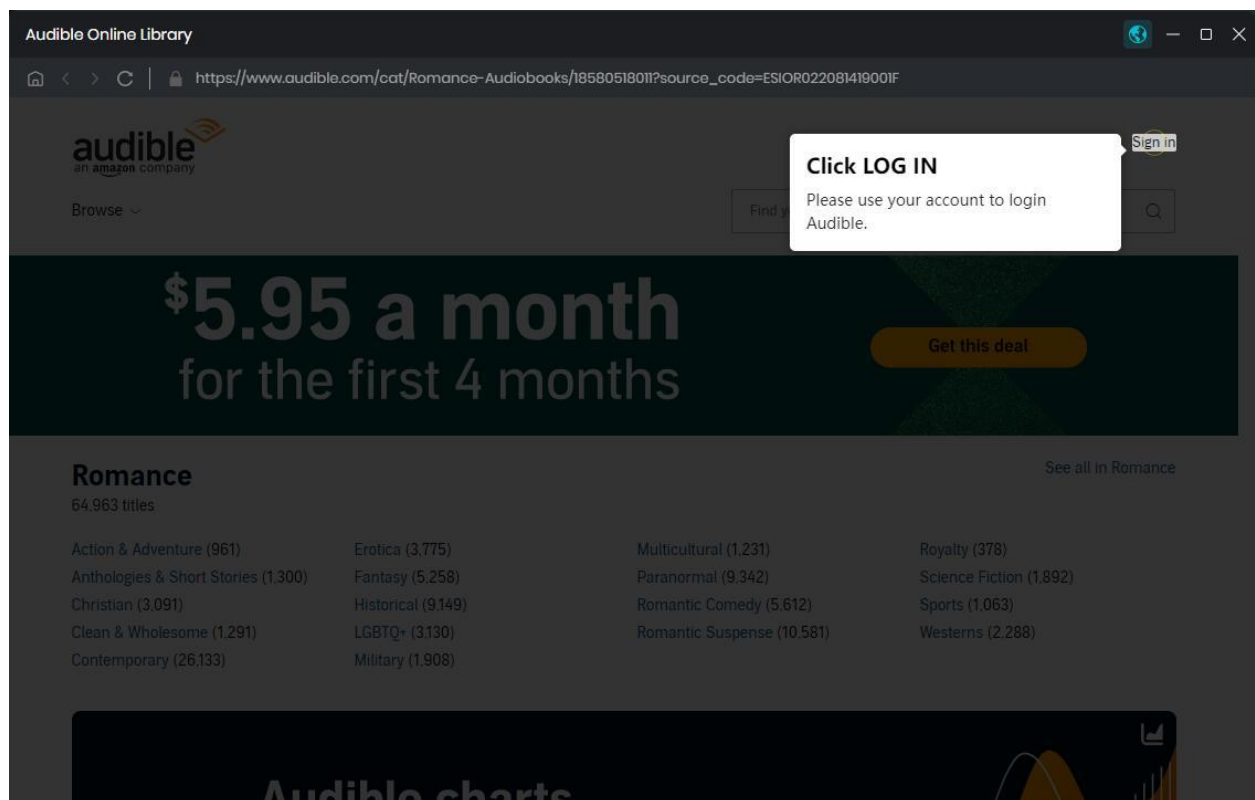 Audible Online Library
https://www.audible.com/cat/Romance-Audiobooks/18580518011?source_code=ESIOR022081419001F
audible
an amazon company
Sign in
Click LOG IN
Please use your account to login
Audible.
Browse
Find
$5.95 a month
for the first 4 months
Get this deal
Romance
64,963 titles
See all in Romance
Action & Adventure (961)
Anthologies & Short Stories (1,300)
Christian (3,091)
Clean & Wholesome (1,291)
Contemporary (26,133)
Erotica (3,775)
Fantasy (5,258)
Historical (9,149)
LGBTQ+ (3,130)
Military (1,908)
Multicultural (1,231)
Paranormal (9,342)
Romantic Comedy (5,612)
Romantic Suspense (10,581)
Royalty (378)
Science Fiction (1,892)
Sports (1,063)
Westerns (2,288)
Audible charts